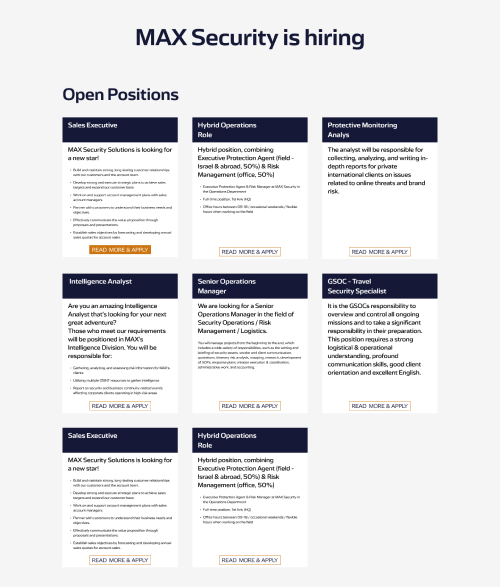 MAX Security is hiring
Open Positions
Sales Executive
MAX Security Solutions is looking for
a new star!
• Build and maintain strong, long-lasting customer relationships
with our customers and the account team.
• Develop strong and execute strategic plans to achieve sales
targets and expand our customer base.
• Work on and support account management plans with sales
account managers.
• Partner with customers to understand their business needs and
objectives.
• Effectively communicate the value proposition through
proposals and presentations.
• Establish sales objectives by forecasting and developing annual
sales quotas for account sales.
READ MORE & APPLY
Hybrid Operations
Role
Hybrid position, combining
Executive Protection Agent (field -
Israel & abroad, 50%) & Risk
Management (office, 50%)
• Executive Protection Agent & Risk Manager at MAX Security in
the Operations Department
• Full-time position, Tel Aviv (HQ)
• Office hours between 09-18 / occasional weekends / flexible
hours when working on the field
READ MORE & APPLY
Protective Monitoring
Analys
The analyst will be responsible for
collecting, analyzing, and writing in-
depth reports for private
international clients on issues
related to online threats and brand
risk.
READ MORE & APPLY
Intelligence Analyst
Are you an amazing Intelligence
Analyst that's looking for your next
great adventure?
Those who meet our requirements
will be positioned in MAX's
Intelligence Division. You will be
responsible for:
• Gathering, analyzing, and assessing the information for MAX's
clients
• Utilizing multiple OSINT resources to gather intelligence
• Report on security and business continuity related events
affecting corporate clients operating in high risk areas
READ MORE & APPLY
Senior Operations
Manager
We are looking for a Senior
Operations Manager in the field of
Security Operations / Risk
Management / Logistics.
You will manage projects from the beginning to the end, which
includes a wide variety of responsibilities, such as the vetting and
briefing of security assets, vendor and client communication
operations, itinerary risk analysis, mapping, research, development
of SOPs, response plans, mission execution & coordination,
administrative work, and accounting.
READ MORE & APPLY
GSOC - Travel
Security Specialist
It is the GSOCs responsibility to
overview and control all ongoing
missions and to take a significant
responsibility in their preparation.
This position requires a strong
logistical & operational
understanding, profound
communication skills, good client
orientation and excellent English.
READ MORE & APPLY
Sales Executive
MAX Security Solutions is looking for
a new star!
• Build and maintain strong, long-lasting customer relationships
with our customers and the account team.
• Develop strong and execute strategic plans to achieve sales
targets and expand our customer base.
• Work on and support account management plans with sales
account managers.
• Partner with customers to understand their business needs and
objectives.
• Effectively communicate the value proposition through
proposals and presentations.
• Establish sales objectives by forecasting and developing annual
sales quotas for account sales.
READ MORE & APPLY
Hybrid Operations
Role
Hybrid position, combining
Executive Protection Agent (field -
Israel & abroad, 50%) & Risk
Management (office, 50%)
• Executive Protection Agent & Risk Manager at MAX Security in
the Operations Department
• Full-time position, Tel Aviv (HQ)
• Office hours between 09-18 / occasional weekends / flexible
hours when working on the field
READ MORE & APPLY